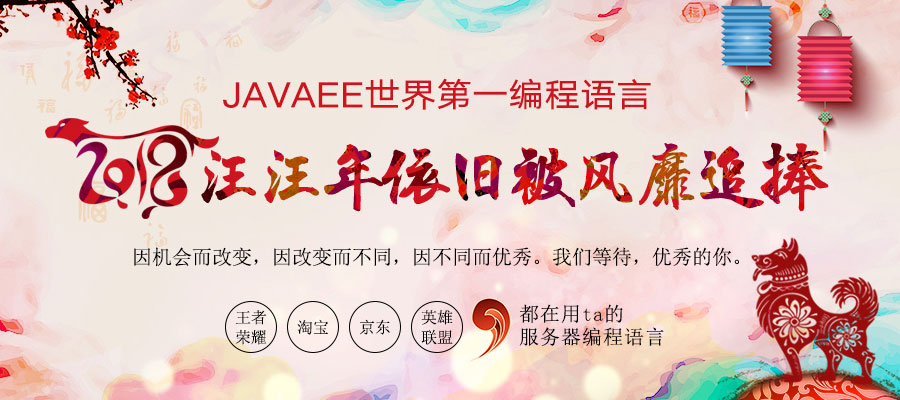 JAVAEE世界第一编程语言
2018汪汪年依旧被风靡追捧
因机会而改变，因改变而不同，因不同而优秀。我们等待，优秀的你。
王者
荣耀
淘宝
京东
英雄
联盟
都在用ta的
服务器编程语言
福